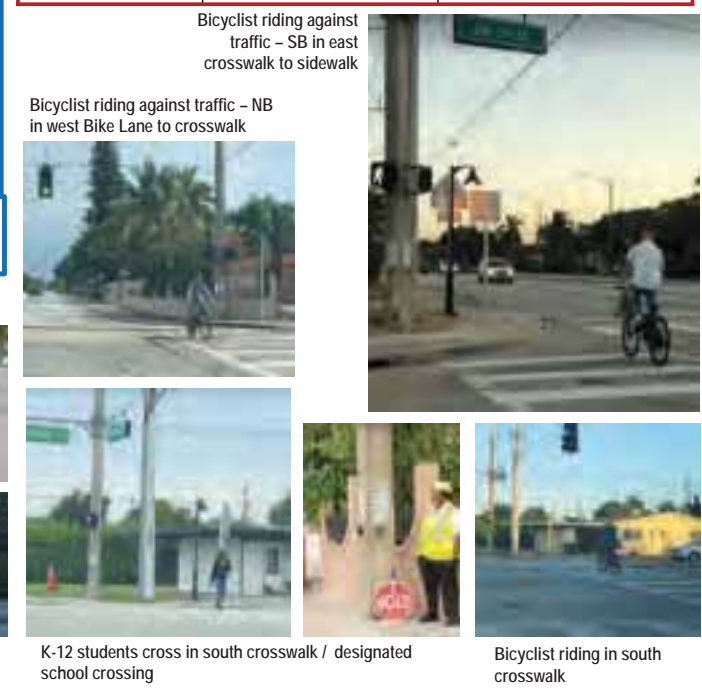 Bicyclist riding against
traffic – SB in east
crosswalk to sidewalk
Bicyclist riding against traffic – NB
in west Bike Lane to crosswalk
K-12 students cross in south crosswalk / designated
school crossing
Bicyclist riding in south
crosswalk